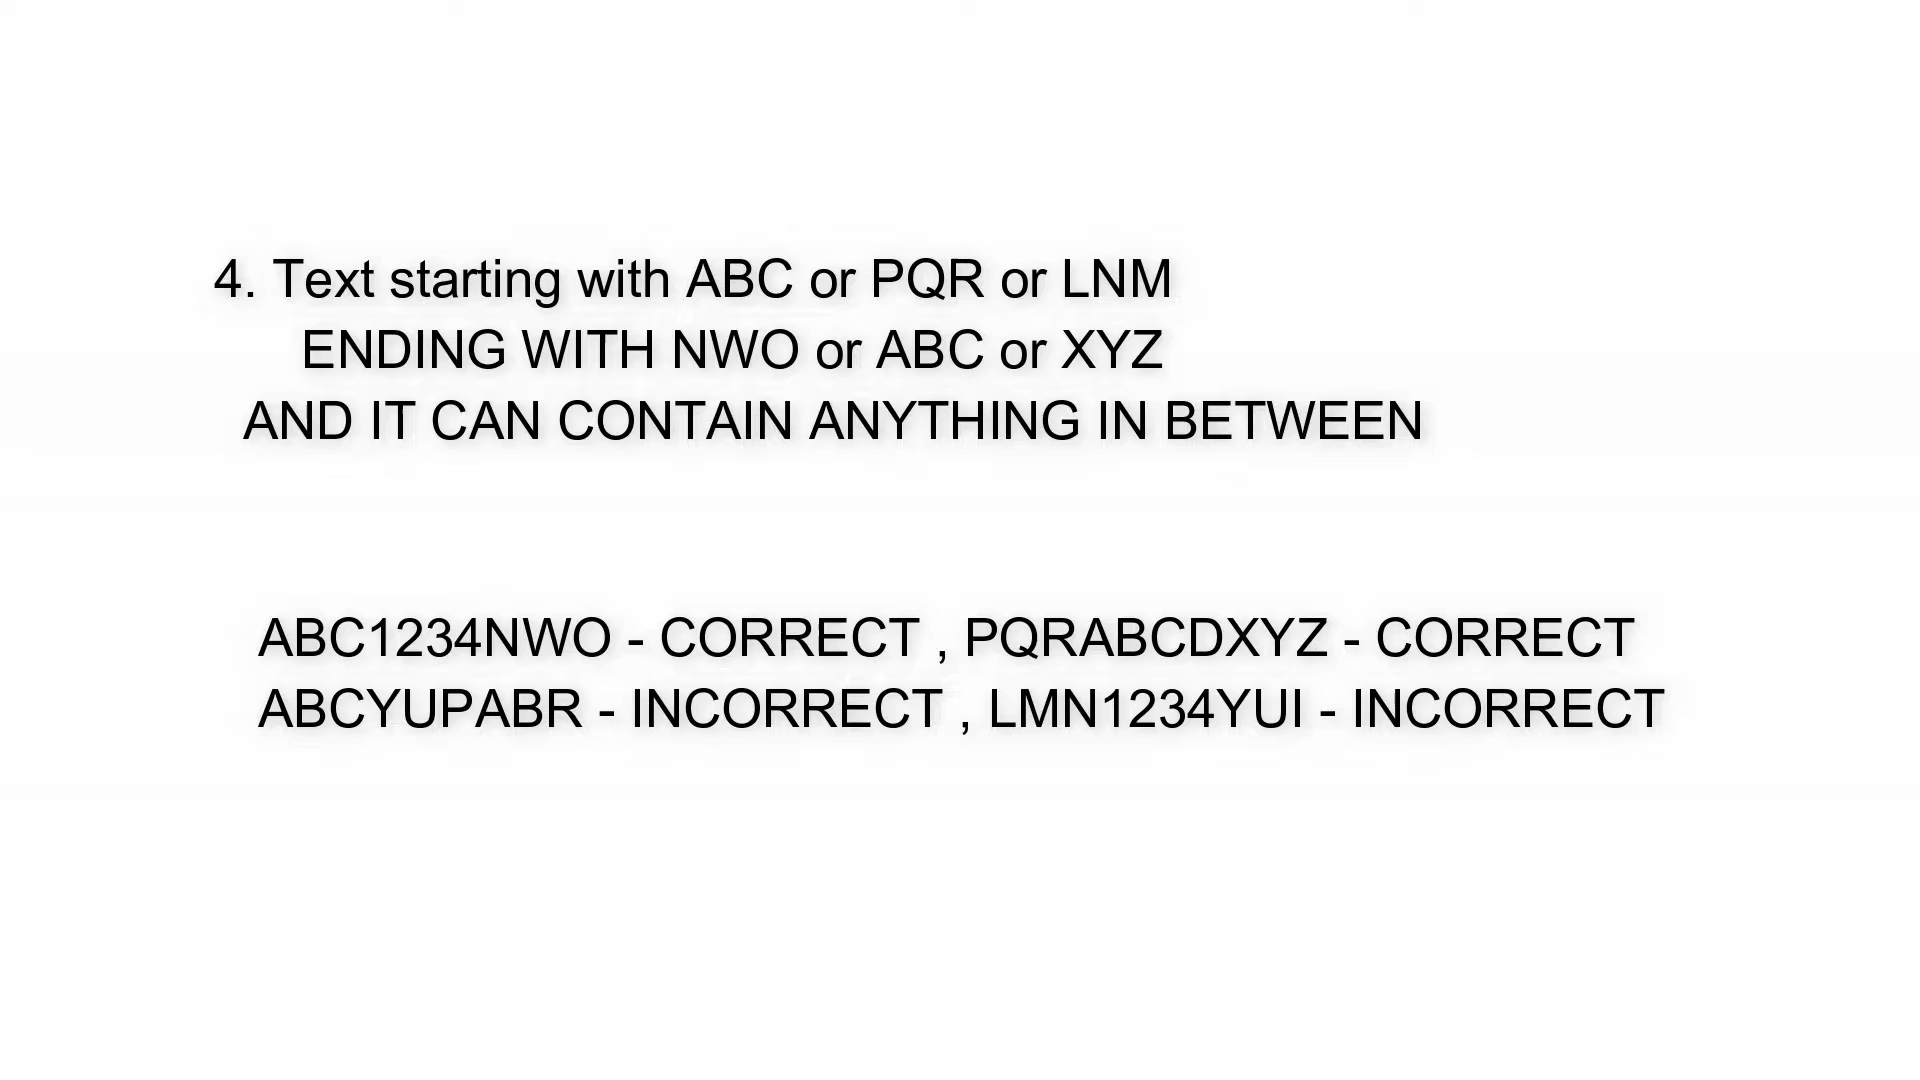 4. Text starting with ABC or PQR or LNM
ENDING WITH NWO or ABC or XYZ
AND IT CAN CONTAIN ANYTHING IN BETWEEN
ABC1234NWO - CORRECT , PQRABCDXYZ - CORRECT
ABCYUPABR - INCORRECT , LMN1234YUI - INCORRECT